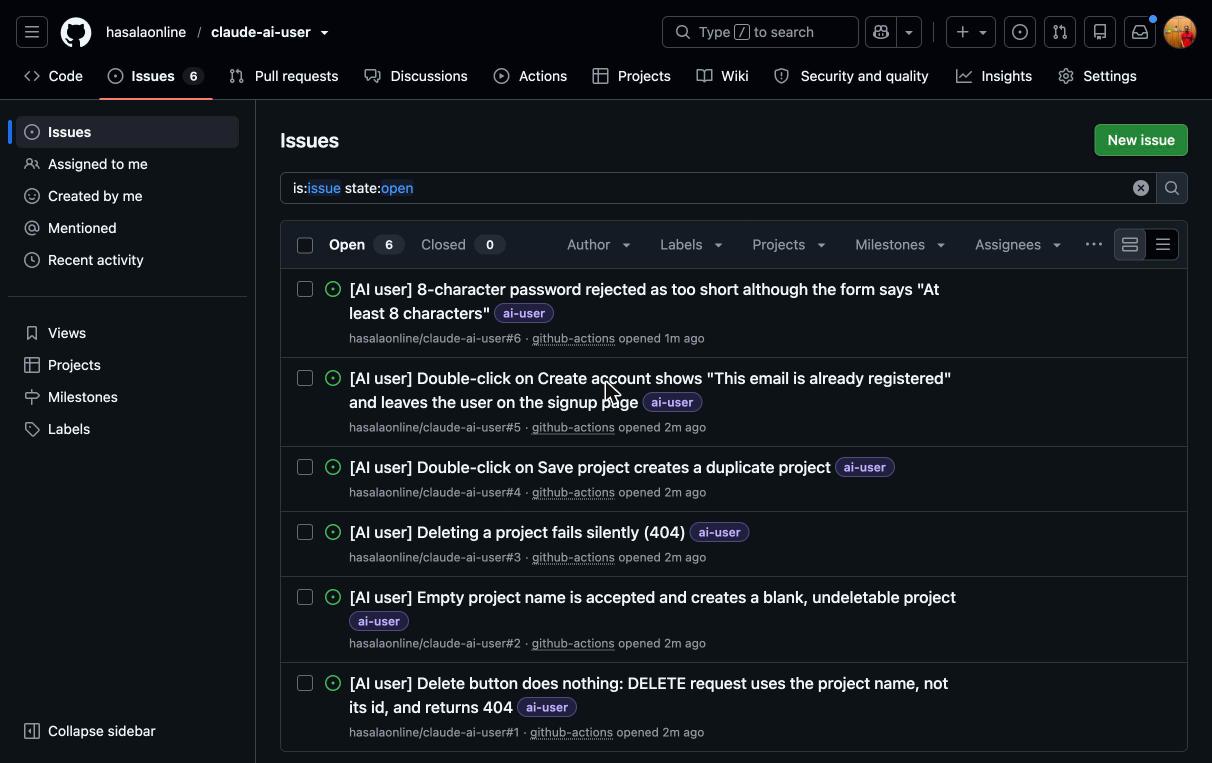 hasalaonline / claude-ai-user
Type / to search
Code
Issues 6
Pull requests
Discussions
Actions
Projects
Wiki
Security and quality
Insights
Settings
Issues
Assigned to me
Created by me
Mentioned
Recent activity
Views
Projects
Milestones
Labels
Collapse sidebar
Issues
New issue
is:issue state:open
Open 6 Closed 0 Author Labels Projects Milestones Assignees
[AI user] 8-character password rejected as too short although the form says "At
least 8 characters" ai-user
hasalaonline/claude-ai-user#6 · github-actions opened 1m ago
[AI user] Double-click on Create account shows "This email is already registered"
and leaves the user on the signup page ai-user
hasalaonline/claude-ai-user#5 · github-actions opened 2m ago
[AI user] Double-click on Save project creates a duplicate project ai-user
hasalaonline/claude-ai-user#4 · github-actions opened 2m ago
[AI user] Deleting a project fails silently (404) ai-user
hasalaonline/claude-ai-user#3 · github-actions opened 2m ago
[AI user] Empty project name is accepted and creates a blank, undeletable project
ai-user
hasalaonline/claude-ai-user#2 · github-actions opened 2m ago
[AI user] Delete button does nothing: DELETE request uses the project name, not
its id, and returns 404 ai-user
hasalaonline/claude-ai-user#1 · github-actions opened 2m ago